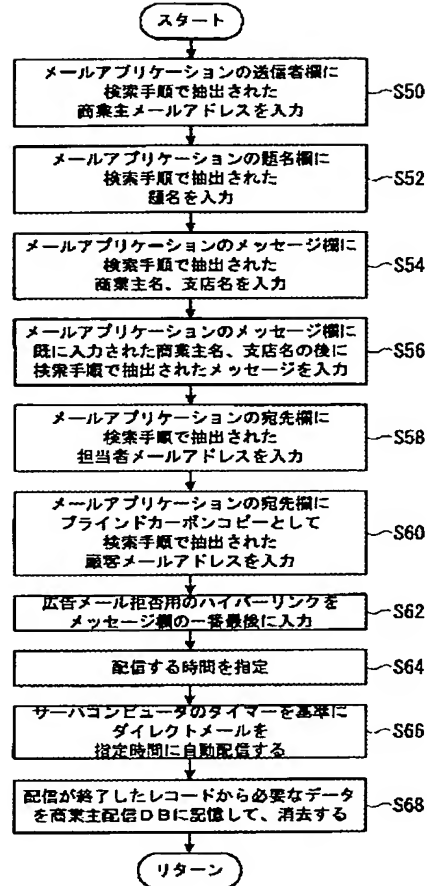 スタート
メールアプリケーションの送信者欄に
検索手順で抽出された
商業主メールアドレスを入力
S50
メールアプリケーションの題名欄に
検索手順で抽出された
題名を入力
S52
メールアプリケーションのメッセージ欄に
検索手順で抽出された
商業主名、支店名を入力
S54
メールアプリケーションのメッセージ欄に
既に入力された商業主名、支店名の後に
検索手順で抽出されたメッセージを入力
S56
メールアプリケーションの宛先欄に
検索手順で抽出された
担当者メールアドレスを入力
S58
メールアプリケーションの宛先欄に
ブラインドカーボンコピーとして
検索手順で抽出された
顧客メールアドレスを入力
S60
広告メール拒否用のハイパーリンクを
メッセージ欄の一番最後に入力
S62
配信する時間を指定
S64
サーバコンピュータのタイマーを基準に
ダイレクトメールを
指定時間に自動配信する
S66
配信が終了したレコードから必要なデータ
を商業主配信DBに記憶して、消去する
S68
リターン